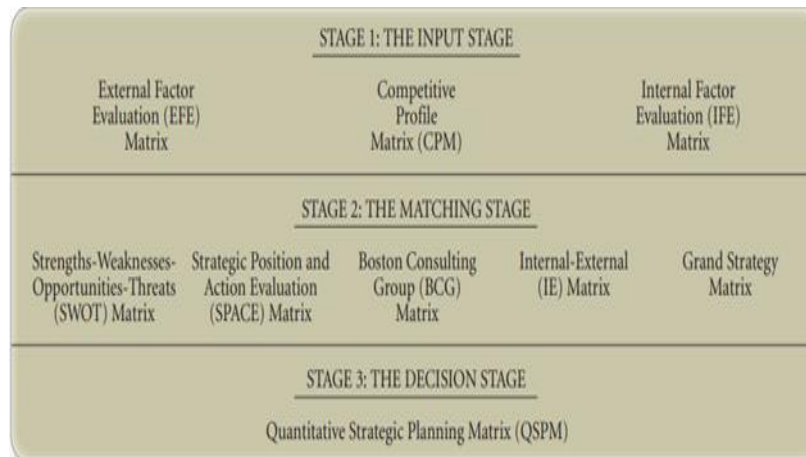 STAGE 1: THE INPUT STAGE
External Factor
Evaluation (EFE)
Matrix
Competitive
Profile
Matrix (CPM)
Internal Factor
Evaluation (IFE)
Matrix
STAGE 2: THE MATCHING STAGE
Strengths-Weaknesses-
Opportunities-Threats
(SWOT) Matrix
Strategic Position and
Action Evaluation
(SPACE) Matrix
Boston Consulting
Group (BCG)
Matrix
Internal-External
(IE) Matrix
Grand Strategy
Matrix
STAGE 3: THE DECISION STAGE
Quantitative Strategic Planning Matrix (QSPM)